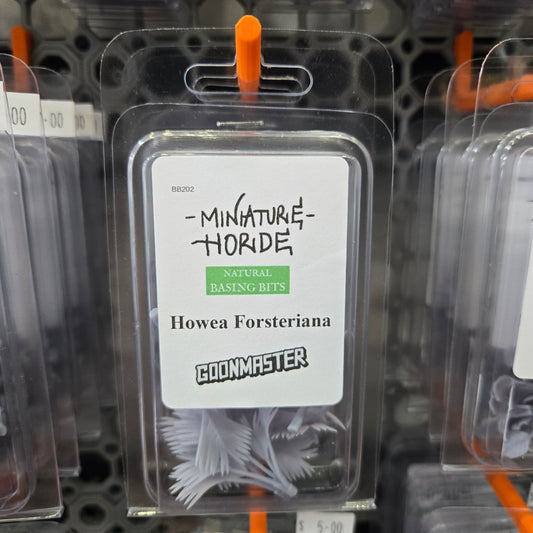 BB202
-MINIATURE-
HORDE
NATURAL
BASING BITS
Howea Forsteriana
GOONMASTER
$ 5.00